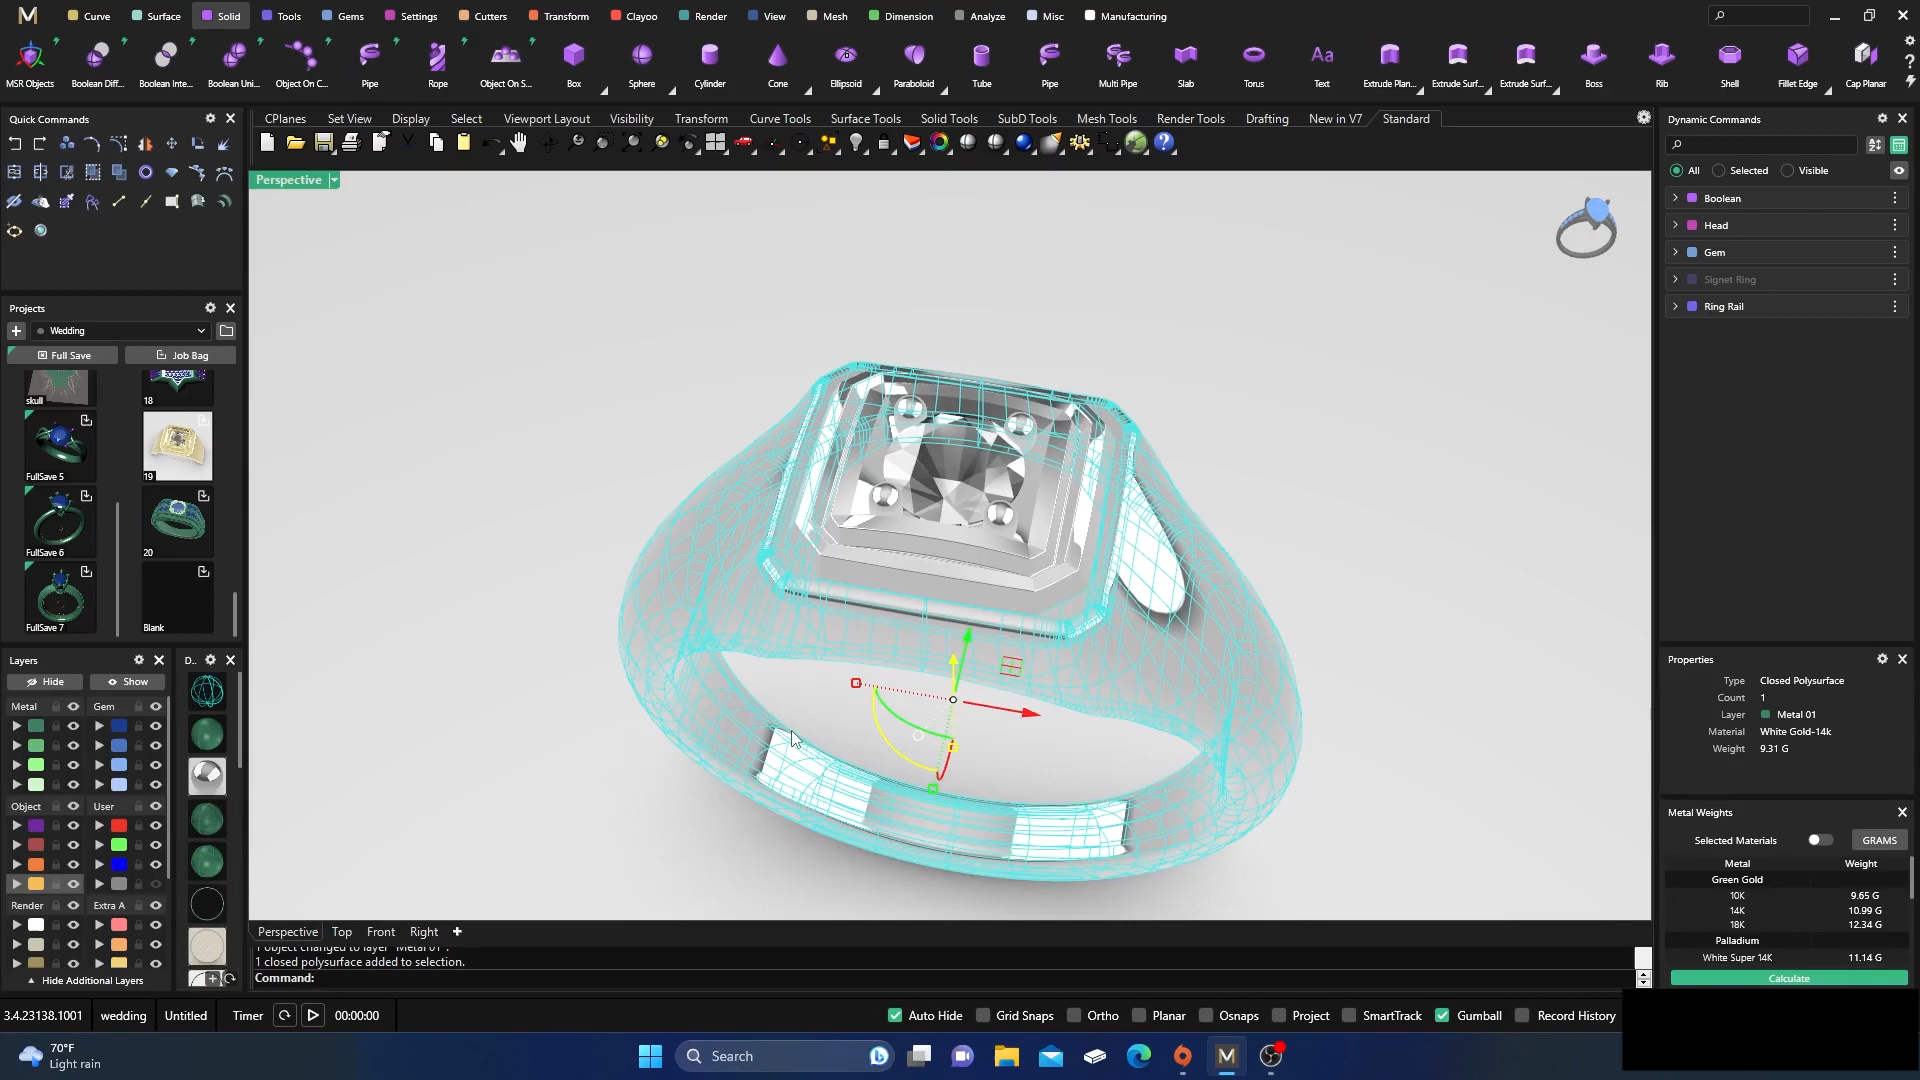 Curve Surface Solid Tools Gems Settings Cutters Transform Clayoo Render View Mesh Dimension Analyze Misc Manufacturing
MSR Objects Boolean Diff... Boolean Inte... Boolean Uni... Object On C... Pipe Rope Object On S... Box Sphere Cylinder Cone Ellipsoid Paraboloid Tube Pipe Multi Pipe Slab Torus Text Extrude Plan... Extrude Surf... Extrude Surf... Boss Rib Shell Fillet Edge Cap Planar
Quick Commands
CPlanes Set View Display Select Viewport Layout Visibility Transform Curve Tools Surface Tools Solid Tools SubD Tools Mesh Tools Render Tools Drafting New in V7 Standard
Perspective
Projects
Wedding
Full Save Job Bag
skull 18
FullSave 5 19
FullSave 6 20
FullSave 7 Blank
Layers D..
Hide Show
Metal Gem
Object User
Render Extra A
Hide Additional Layers
Perspective Top Front Right
1 object changed to layer "Metal 01".
1 closed polysurface added to selection.
Command:
Dynamic Commands
All Selected Visible
Boolean
Head
Gem
Signet Ring
Ring Rail
Properties
Type Closed Polysurface
Count 1
Layer Metal 01
Material White Gold-14k
Weight 9.31 G
Metal Weights
Selected Materials GRAMS
Metal Weight
Green Gold
10K 9.65 G
14K 10.99 G
18K 12.34 G
Palladium
White Super 14K 11.14 G
Calculate
3.4.23138.1001 wedding Untitled Timer 00:00:00 Auto Hide Grid Snaps Ortho Planar Osnaps Project SmartTrack Gumball Record History
70°F
Light rain
Search